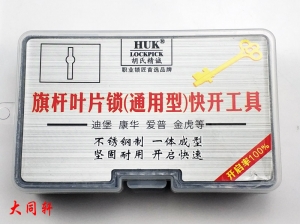 HUK
LOCKPICK
胡氏精诚
职业锁匠首选品牌
旗杆叶片锁(通用型)快开工具
迪堡 康华 爱普 金虎等
不锈钢制 一体成型
坚固耐用 开启快速
开启率100%
大同轩